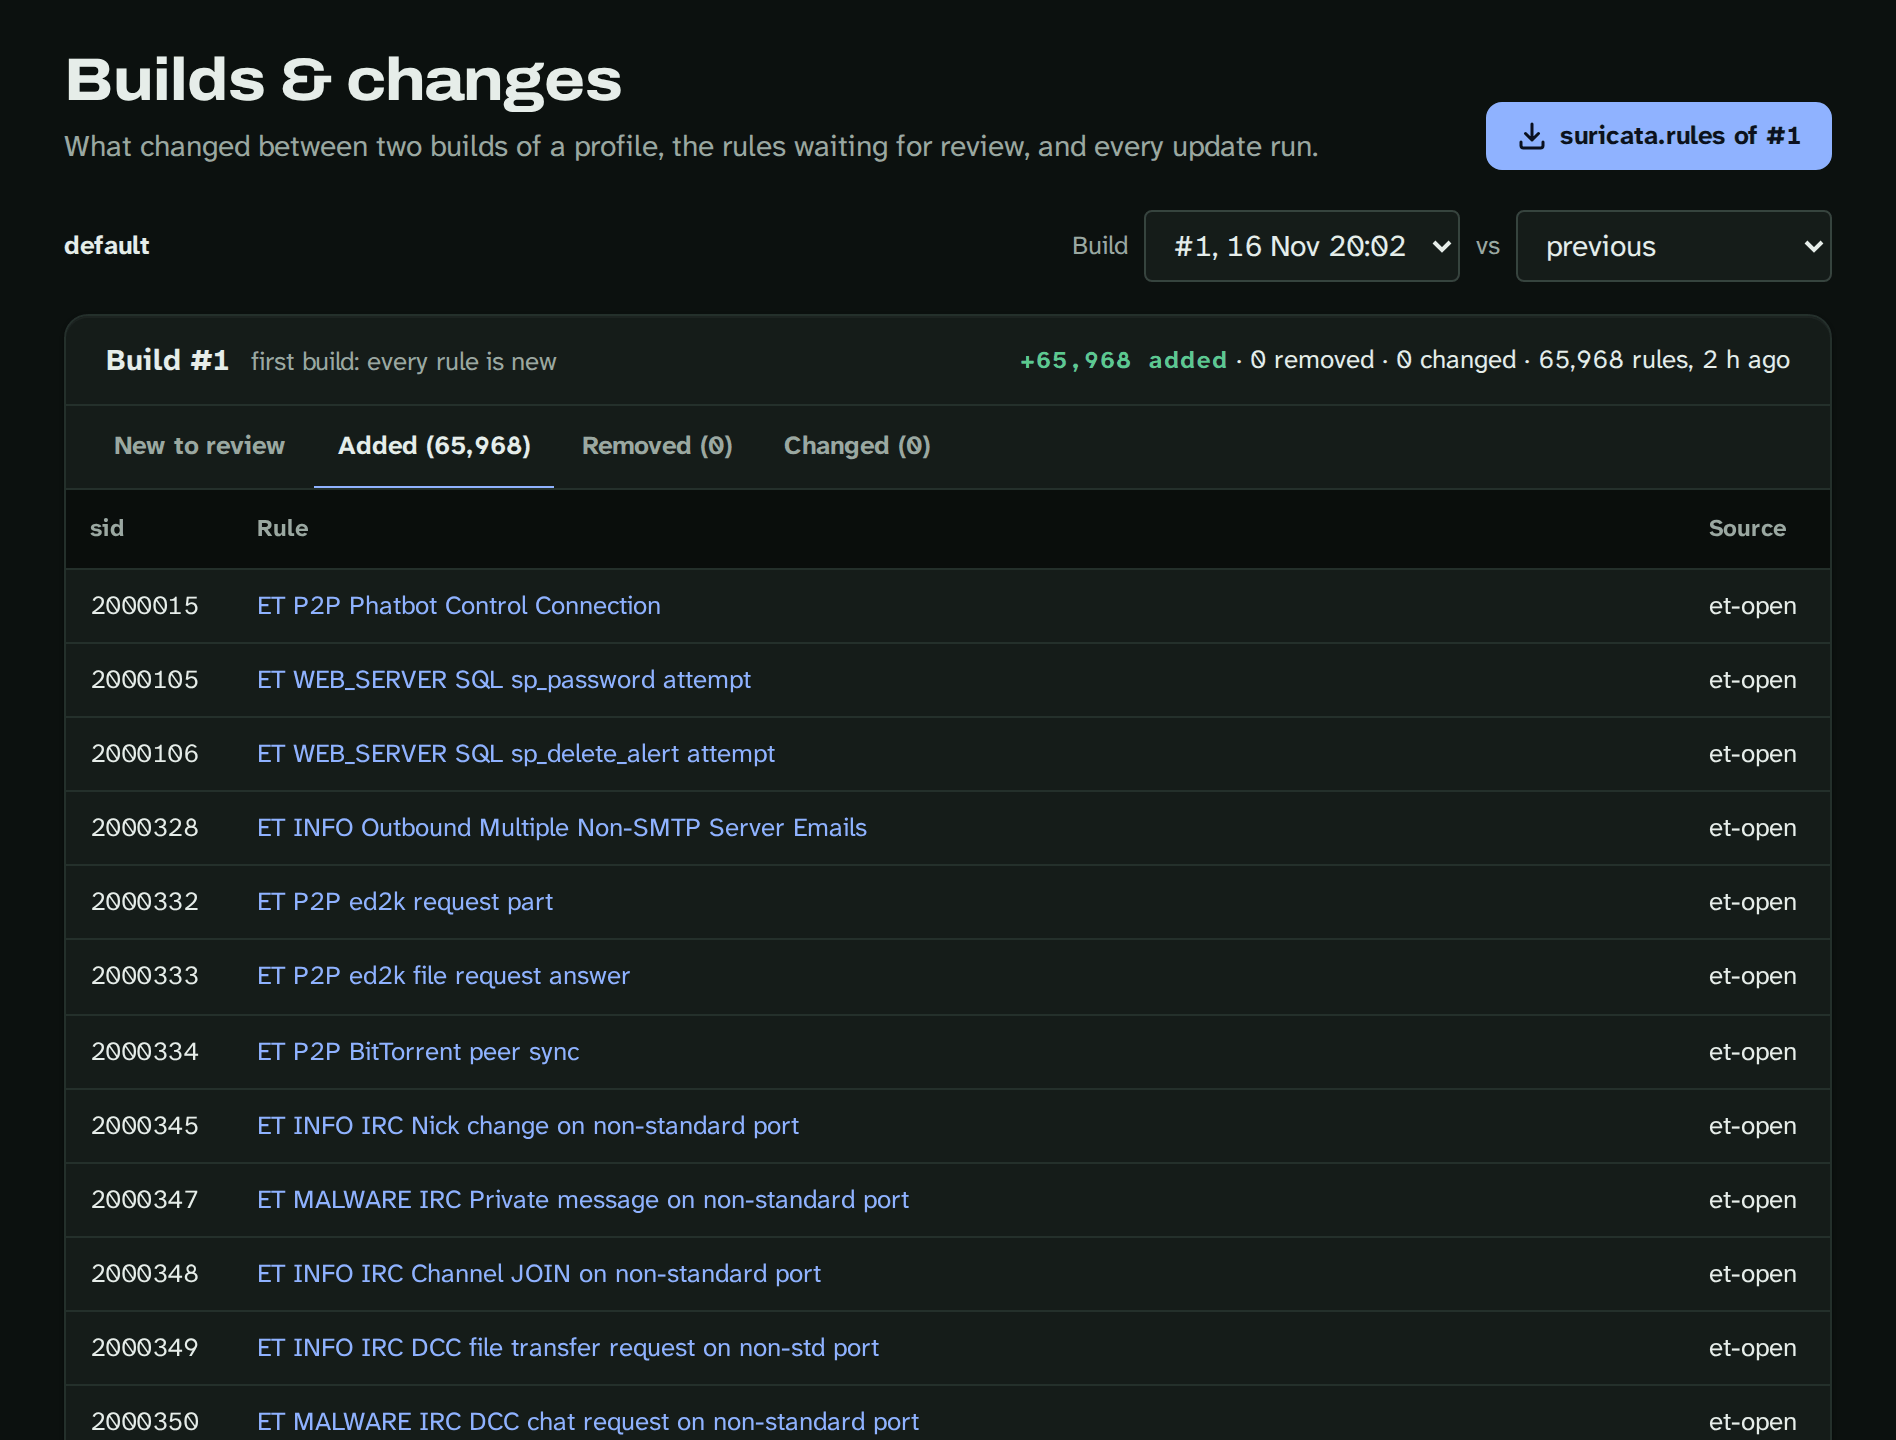 Builds & changes
What changed between two builds of a profile, the rules waiting for review, and every update run.
suricata.rules of #1
default
Build
#1, 16 Nov 20:02
vs
previous
Build #1 first build: every rule is new
+65,968 added · 0 removed · 0 changed · 65,968 rules, 2 h ago
New to review
Added (65,968)
Removed (0)
Changed (0)
sid Rule Source
2000015 ET P2P Phatbot Control Connection et-open
2000105 ET WEB_SERVER SQL sp_password attempt et-open
2000106 ET WEB_SERVER SQL sp_delete_alert attempt et-open
2000328 ET INFO Outbound Multiple Non-SMTP Server Emails et-open
2000332 ET P2P ed2k request part et-open
2000333 ET P2P ed2k file request answer et-open
2000334 ET P2P BitTorrent peer sync et-open
2000345 ET INFO IRC Nick change on non-standard port et-open
2000347 ET MALWARE IRC Private message on non-standard port et-open
2000348 ET INFO IRC Channel JOIN on non-standard port et-open
2000349 ET INFO IRC DCC file transfer request on non-std port et-open
2000350 ET MALWARE IRC DCC chat request on non-standard port et-open